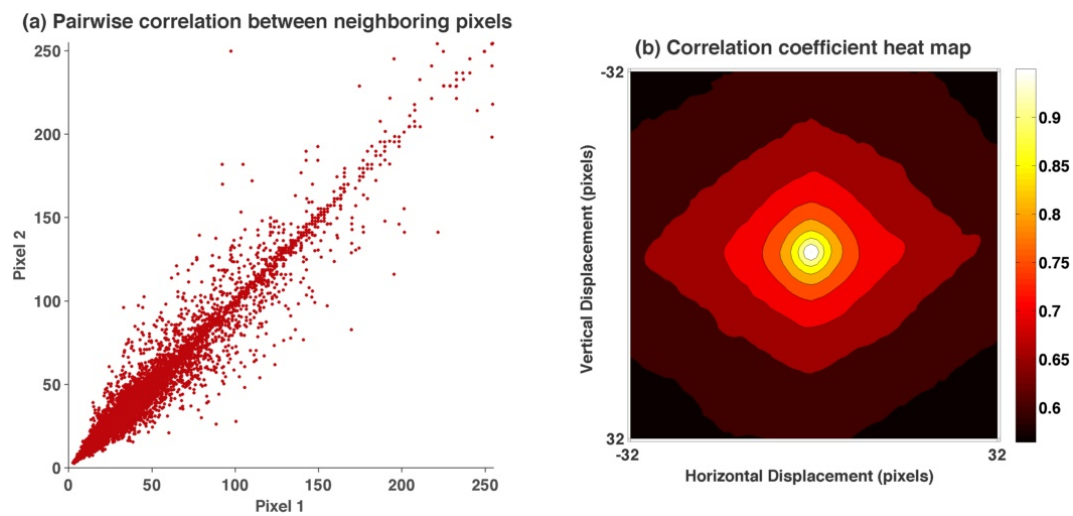 (a) Pairwise correlation between neighboring pixels
250
200
150
100
50
0
0 50 100 150 200 250
Pixel 2
Pixel 1
(b) Correlation coefficient heat map
-32
32
-32 32
Vertical Displacement (pixels)
Horizontal Displacement (pixels)
0.9
0.85
0.8
0.75
0.7
0.65
0.6